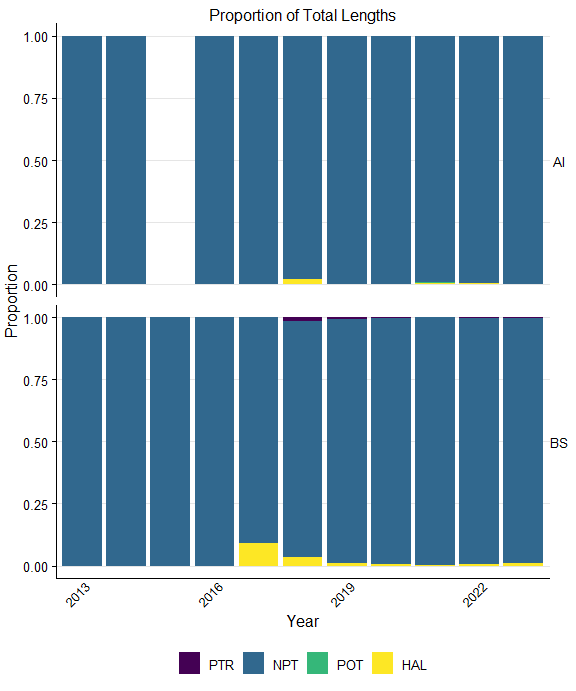 Proportion of Total Lengths
1.00
0.75
0.50
0.25
0.00
AI
1.00
0.75
0.50
0.25
0.00
BS
Proportion
2013
2016
2019
2022
Year
PTR NPT POT HAL